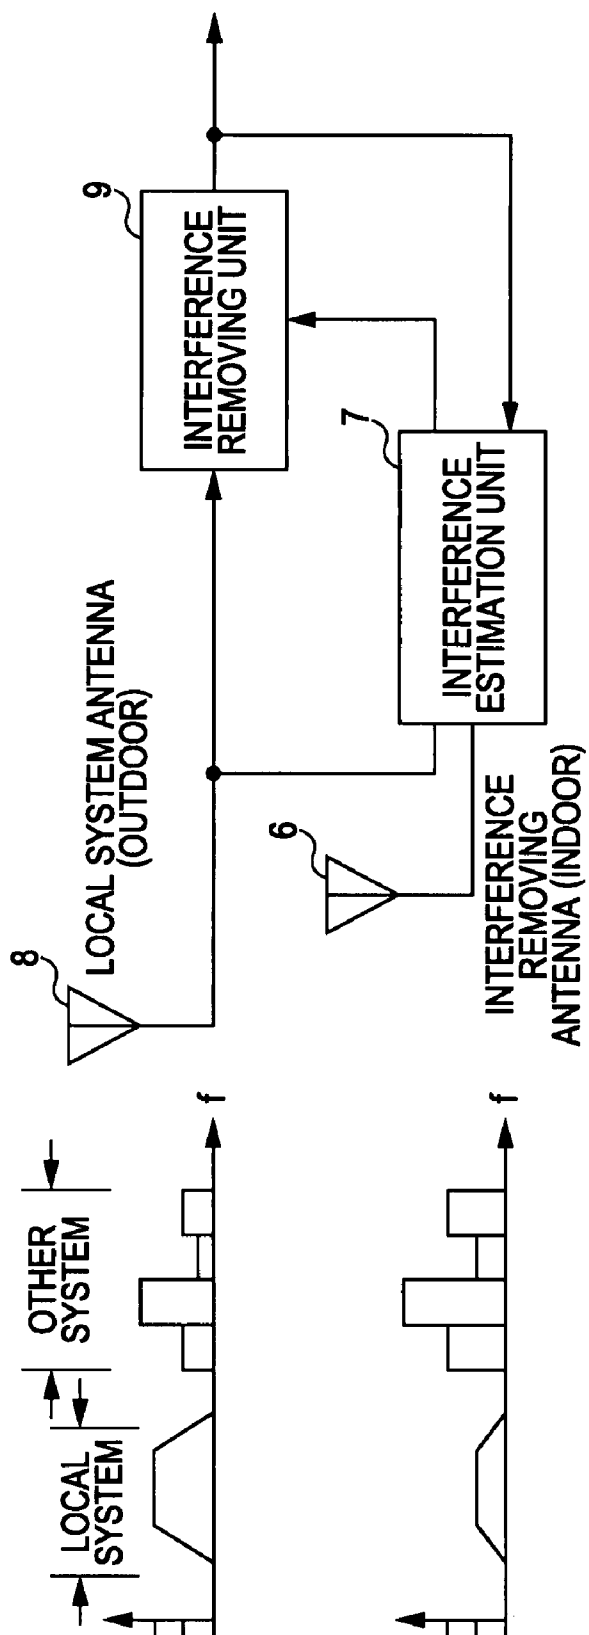 LOCAL
SYSTEM
OTHER
SYSTEM
f
f
8
LOCAL SYSTEM ANTENNA
(OUTDOOR)
6
INTERFERENCE
REMOVING
ANTENNA (INDOOR)
7
INTERFERENCE
ESTIMATION UNIT
9
INTERFERENCE
REMOVING UNIT